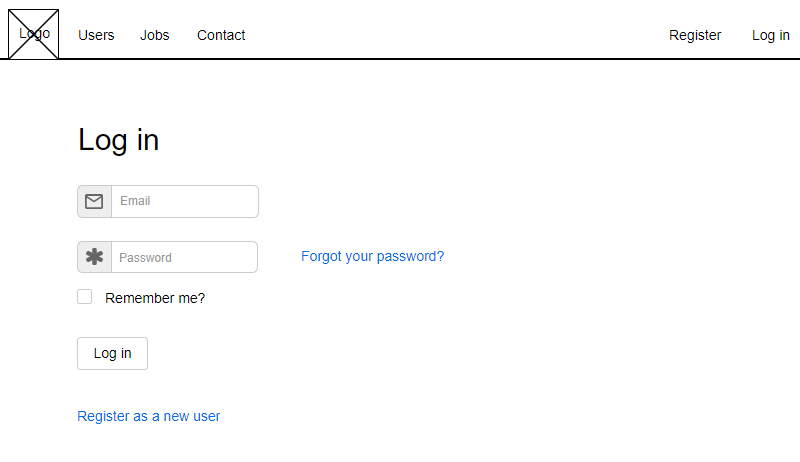 Logo Users Jobs Contact Register Log in
Log in
Email
Password Forgot your password?
Remember me?
Log in
Register as a new user